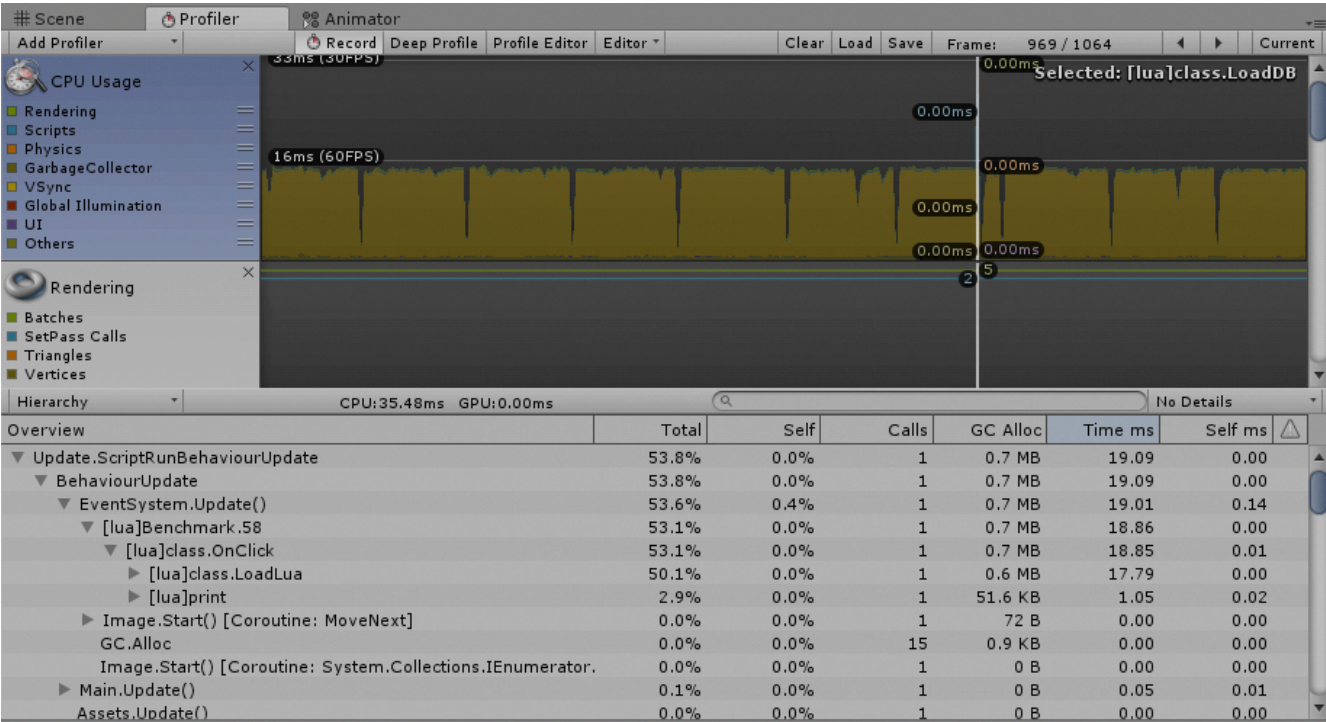 Scene Profiler Animator
Add Profiler Record Deep Profile Profile Editor Editor Clear Load Save Frame: 969 / 1064 Current
CPU Usage
Rendering
Scripts
Physics
GarbageCollector
VSync
Global Illumination
UI
Others
33ms (30FPS)
0.00ms
Selected: [lua]class.LoadDB
0.00ms
16ms (60FPS)
0.00ms
0.00ms
0.00ms 0.00ms
Rendering
Batches
SetPass Calls
Triangles
Vertices
5
2
Hierarchy CPU:35.48ms GPU:0.00ms No Details
Overview Total Self Calls GC Alloc Time ms Self ms
Update.ScriptRunBehaviourUpdate 53.8% 0.0% 1 0.7 MB 19.09 0.00
BehaviourUpdate 53.8% 0.0% 1 0.7 MB 19.09 0.00
EventSystem.Update() 53.6% 0.4% 1 0.7 MB 19.01 0.14
[lua]Benchmark.58 53.1% 0.0% 1 0.7 MB 18.86 0.00
[lua]class.OnClick 53.1% 0.0% 1 0.7 MB 18.85 0.01
[lua]class.LoadLua 50.1% 0.0% 1 0.6 MB 17.79 0.00
[lua]print 2.9% 0.0% 1 51.6 KB 1.05 0.02
Image.Start() [Coroutine: MoveNext] 0.0% 0.0% 1 72 B 0.00 0.00
GC.Alloc 0.0% 0.0% 15 0.9 KB 0.00 0.00
Image.Start() [Coroutine: System.Collections.IEnumerator. 0.0% 0.0% 1 0 B 0.00 0.00
Main.Update() 0.1% 0.0% 1 0 B 0.05 0.01
Assets.Update() 0.0% 0.0% 1 0 B 0.00 0.00